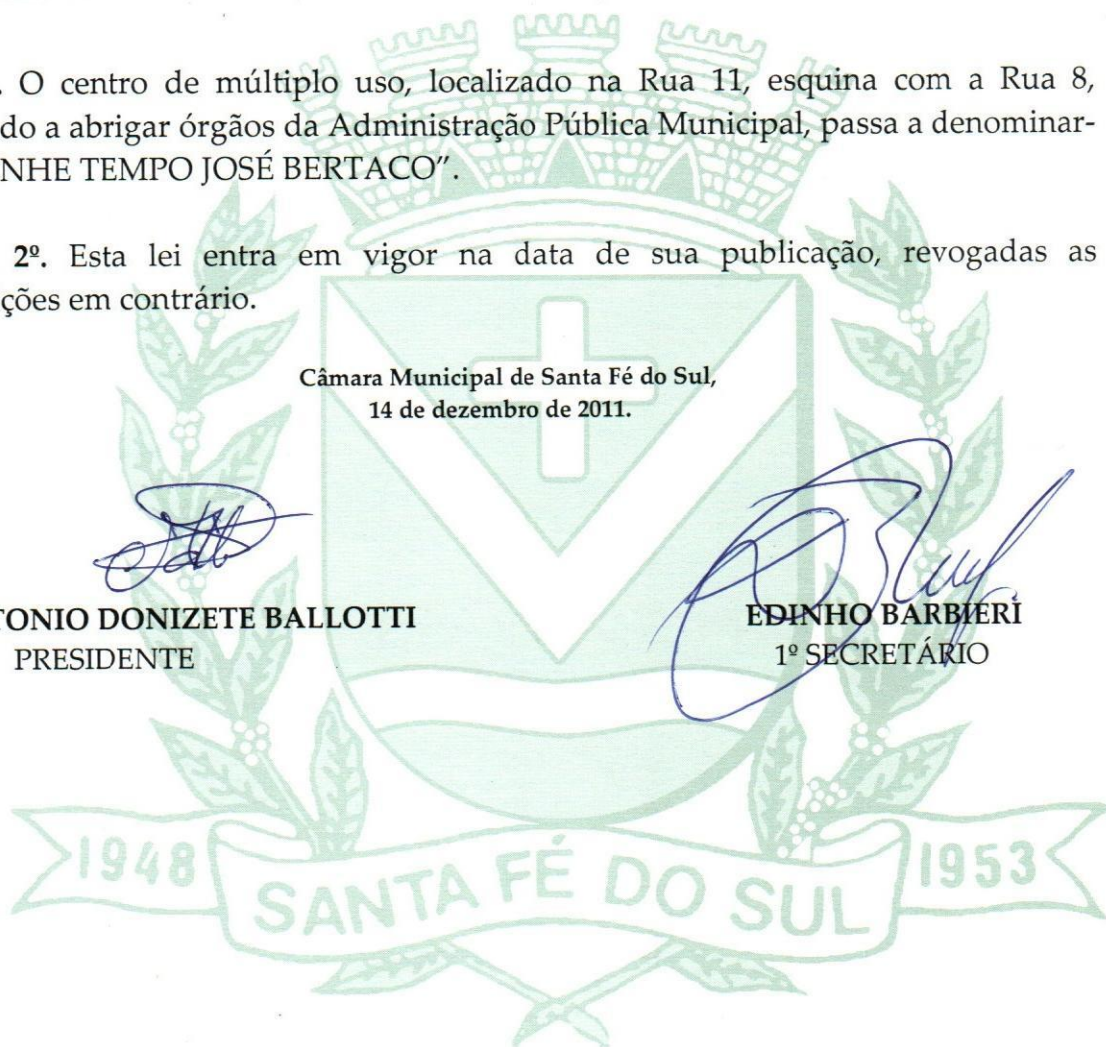 . O centro de múltiplo uso, localizado na Rua 11, esquina com a Rua 8,
do a abrigar órgãos da Administração Pública Municipal, passa a denominar-
NHE TEMPO JOSÉ BERTACO”.
2º. Esta lei entra em vigor na data de sua publicação, revogadas as
ções em contrário.
Câmara Municipal de Santa Fé do Sul,
14 de dezembro de 2011.
TONIO DONIZETE BALLOTTI
PRESIDENTE
EDINHO BARBIERI
1º SECRETÁRIO
1948
SANTA FÉ DO SUL
1953